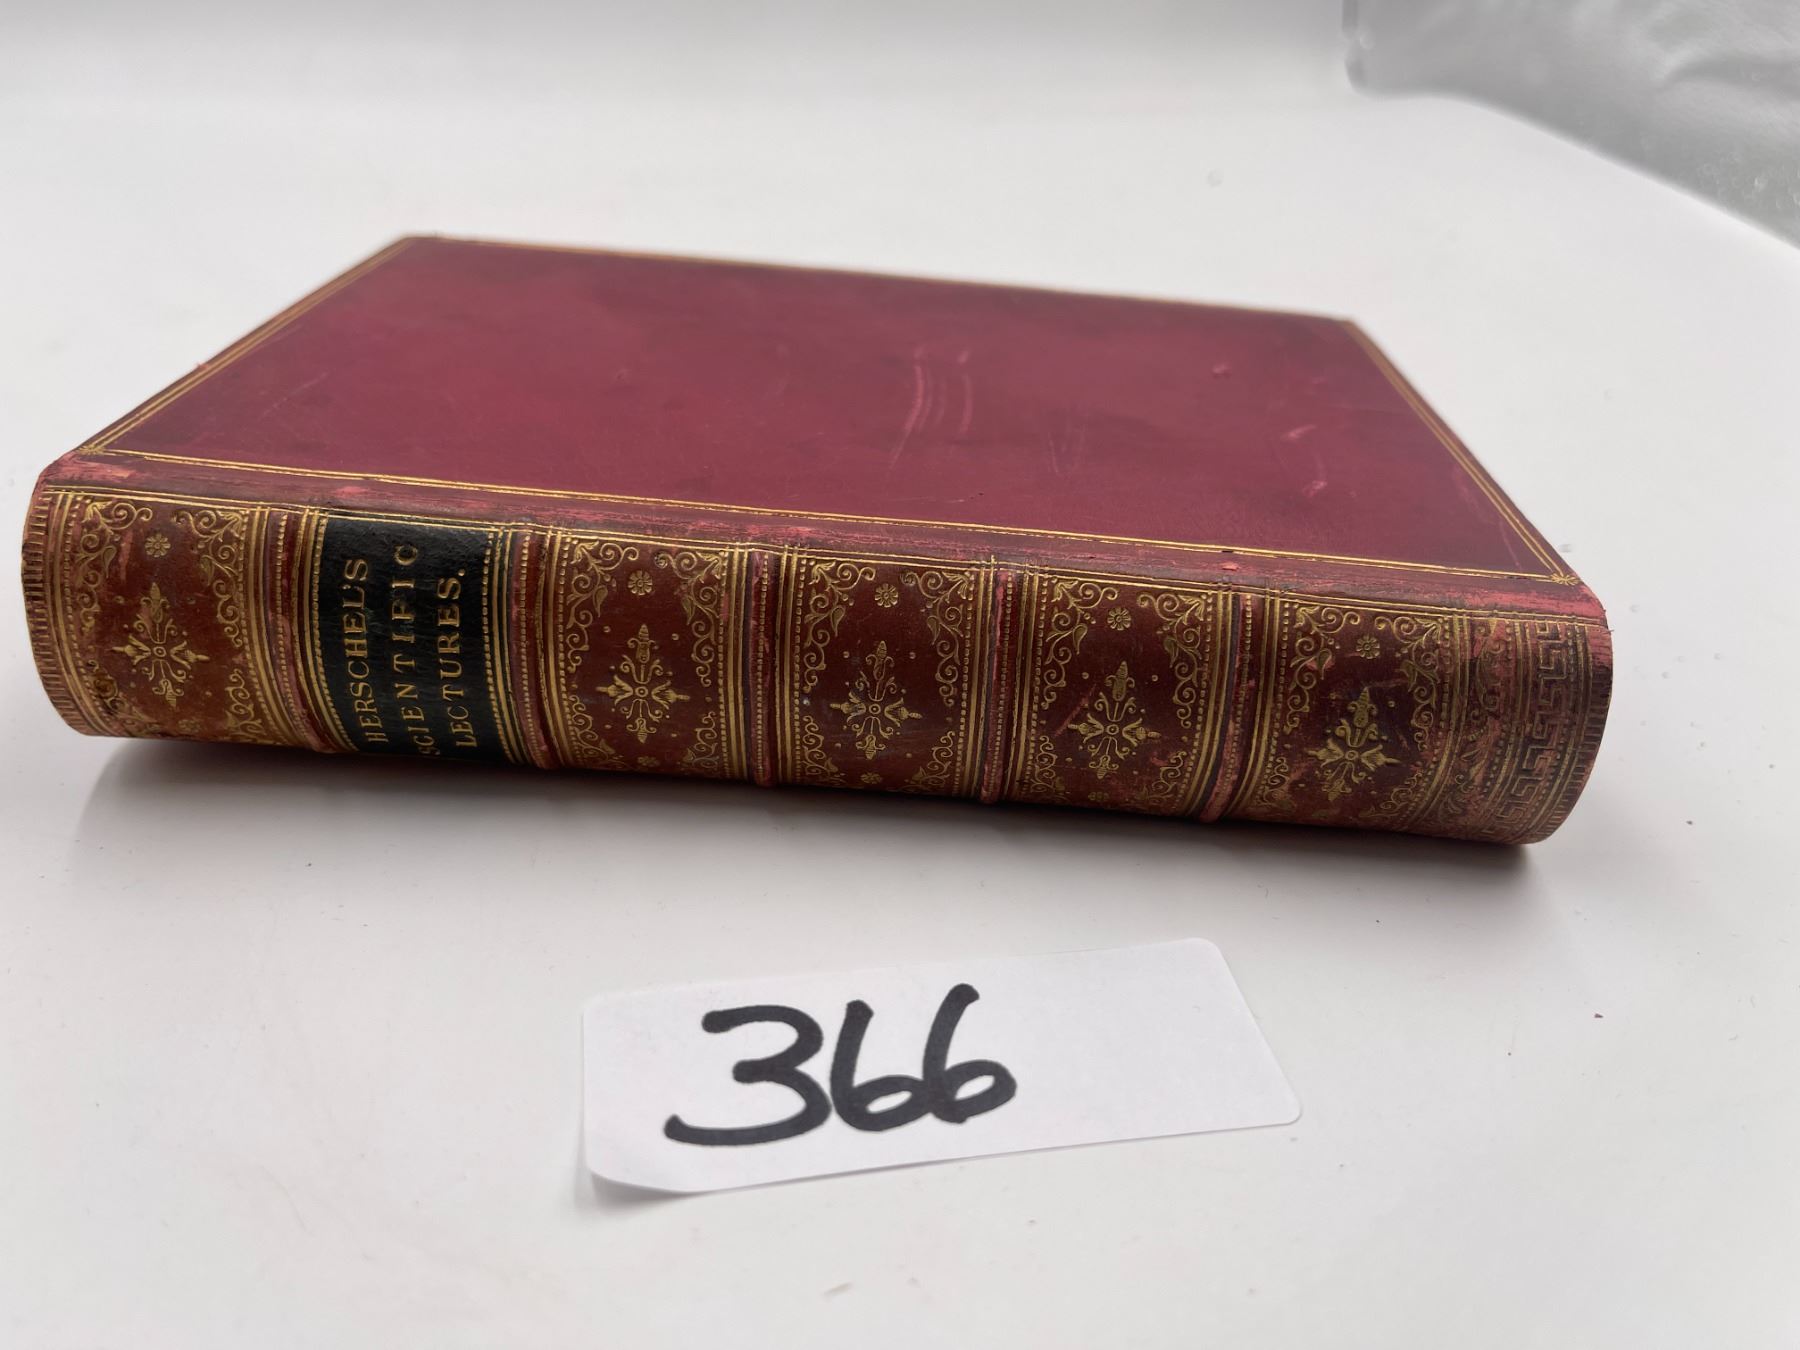 HERSCHEL'S
SCIENTIFIC
LECTURES.
366